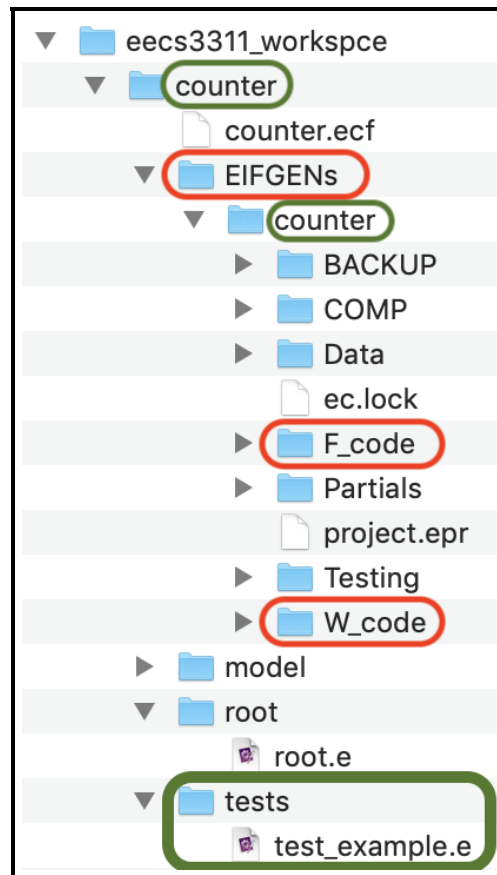 eecs3311_workspce
counter
counter.ecf
EIFGENs
counter
BACKUP
COMP
Data
ec.lock
F_code
Partials
project.epr
Testing
W_code
model
root
root.e
tests
test_example.e